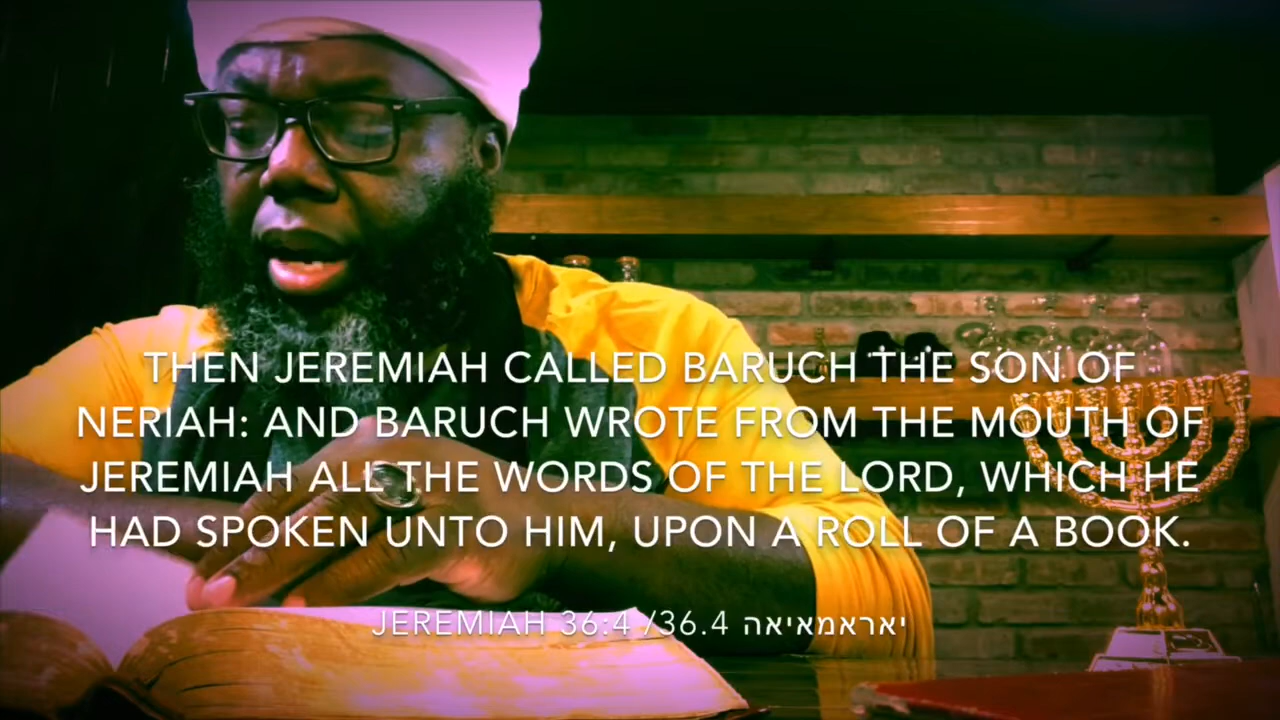 THEN JEREMIAH CALLED BARUCH THE SON OF
NERIAH: AND BARUCH WROTE FROM THE MOUTH OF
JEREMIAH ALL THE WORDS OF THE LORD, WHICH HE
HAD SPOKEN UNTO HIM, UPON A ROLL OF A BOOK.
JEREMIAH 36:4 /36.4 יאראמאיאה